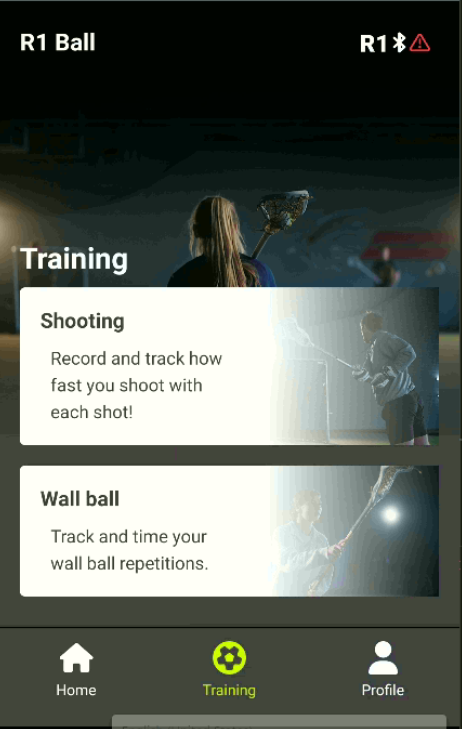 R1 Ball
R1
Training
Shooting
Record and track how
fast you shoot with
each shot!
Wall ball
Track and time your
wall ball repetitions.
Home
Training
Profile